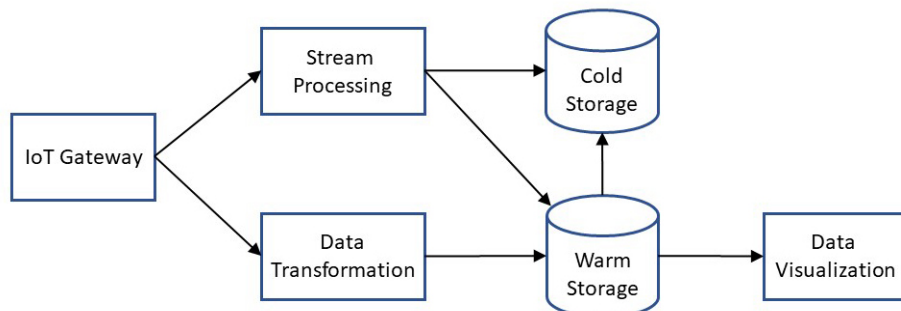 Stream
Processing
Cold
Storage
IoT Gateway
Data
Transformation
Warm
Storage
Data
Visualization